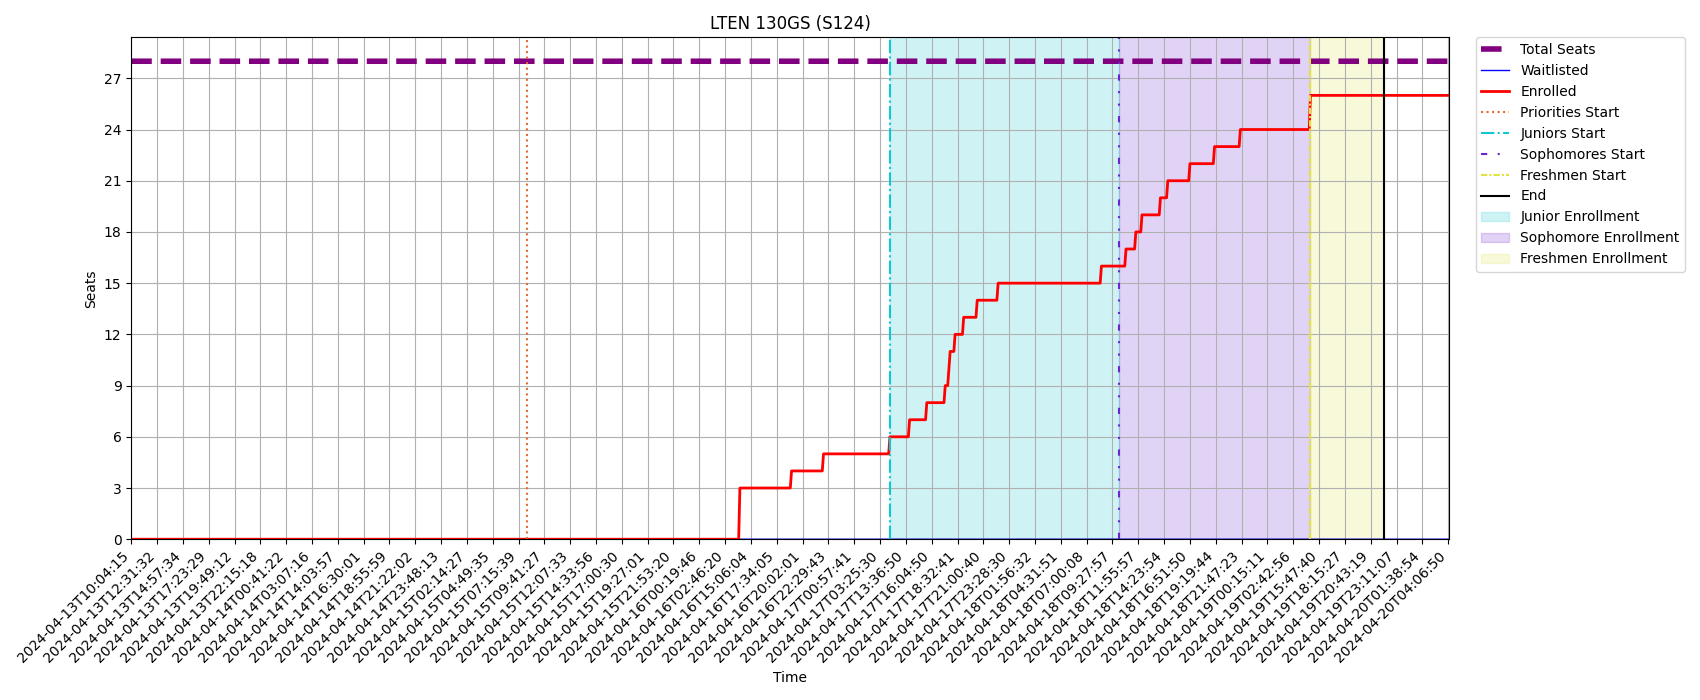 LTEN 130GS (S124)
Total Seats
Waitlisted
Enrolled
Priorities Start
Juniors Start
Sophomores Start
Freshmen Start
End
Junior Enrollment
Sophomore Enrollment
Freshmen Enrollment
Seats
27
24
21
18
15
12
9
6
3
0
2024-04-13T10:04:15
2024-04-13T12:31:32
2024-04-13T14:57:34
2024-04-13T17:23:29
2024-04-13T19:49:12
2024-04-13T22:15:18
2024-04-14T00:41:22
2024-04-14T03:07:16
2024-04-14T14:03:57
2024-04-14T16:30:01
2024-04-14T18:55:59
2024-04-14T21:22:02
2024-04-14T23:48:13
2024-04-15T02:14:27
2024-04-15T04:49:35
2024-04-15T07:15:39
2024-04-15T09:41:27
2024-04-15T12:07:33
2024-04-15T14:33:56
2024-04-15T17:00:30
2024-04-15T19:27:01
2024-04-15T21:53:20
2024-04-16T00:19:46
2024-04-16T02:46:20
2024-04-16T15:06:04
2024-04-16T17:34:05
2024-04-16T20:02:01
2024-04-16T22:29:43
2024-04-17T00:57:41
2024-04-17T03:25:30
2024-04-17T13:36:50
2024-04-17T16:04:50
2024-04-17T18:32:41
2024-04-17T21:00:40
2024-04-17T23:28:30
2024-04-18T01:56:32
2024-04-18T04:31:51
2024-04-18T07:00:08
2024-04-18T09:27:57
2024-04-18T11:55:57
2024-04-18T14:23:54
2024-04-18T16:51:50
2024-04-18T19:19:44
2024-04-18T21:47:23
2024-04-19T00:15:11
2024-04-19T02:42:56
2024-04-19T15:47:40
2024-04-19T18:15:27
2024-04-19T20:43:19
2024-04-19T23:11:07
2024-04-20T01:38:54
2024-04-20T04:06:50
Time